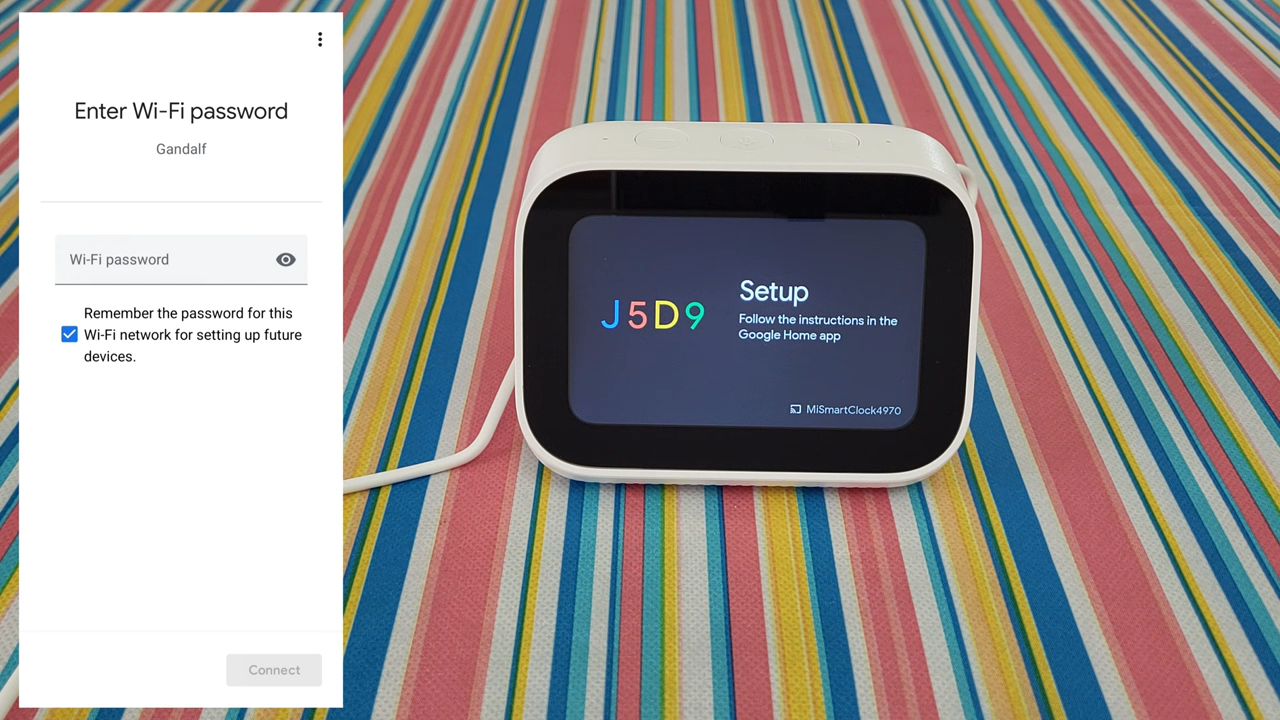 Enter Wi-Fi password
Gandalf
Wi-Fi password
Remember the password for this
Wi-Fi network for setting up future
devices.
Connect
J5D9
Setup
Follow the instructions in the
Google Home app
MiSmartClock4970